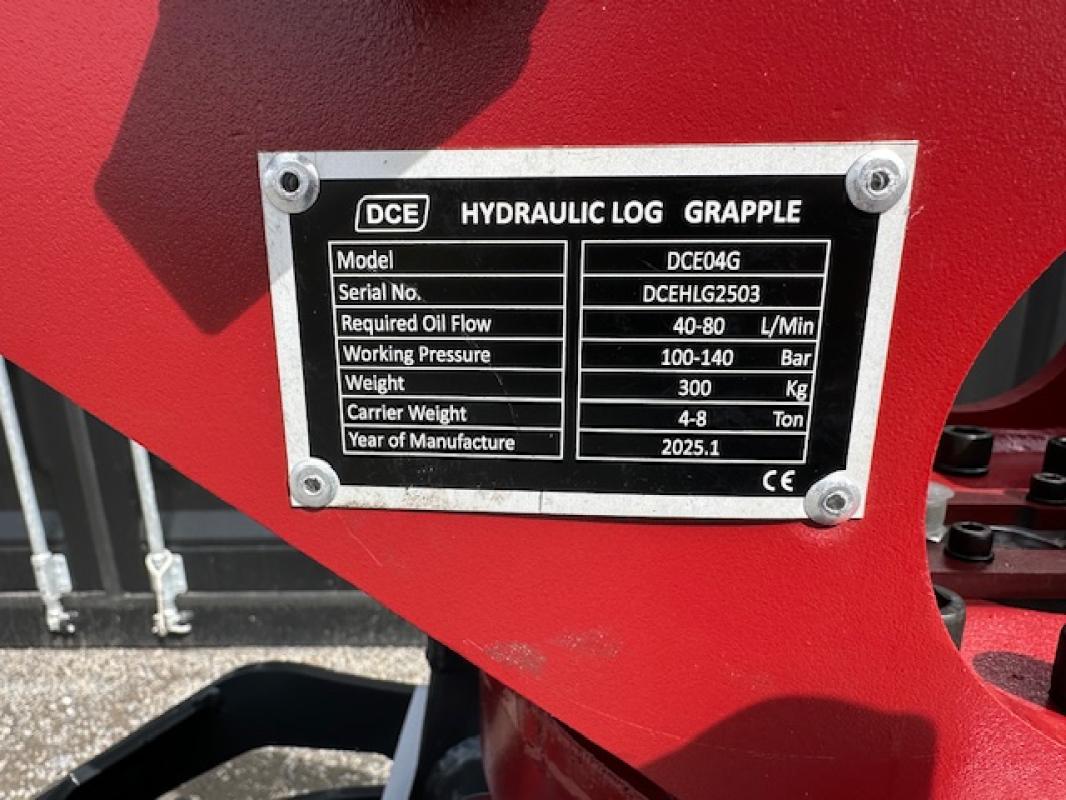 DCE HYDRAULIC LOG GRAPPLE
Model DCE04G
Serial No. DCEHLG2503
Required Oil Flow 40-80 L/Min
Working Pressure 100-140 Bar
Weight 300 Kg
Carrier Weight 4-8 Ton
Year of Manufacture 2025.1
CE